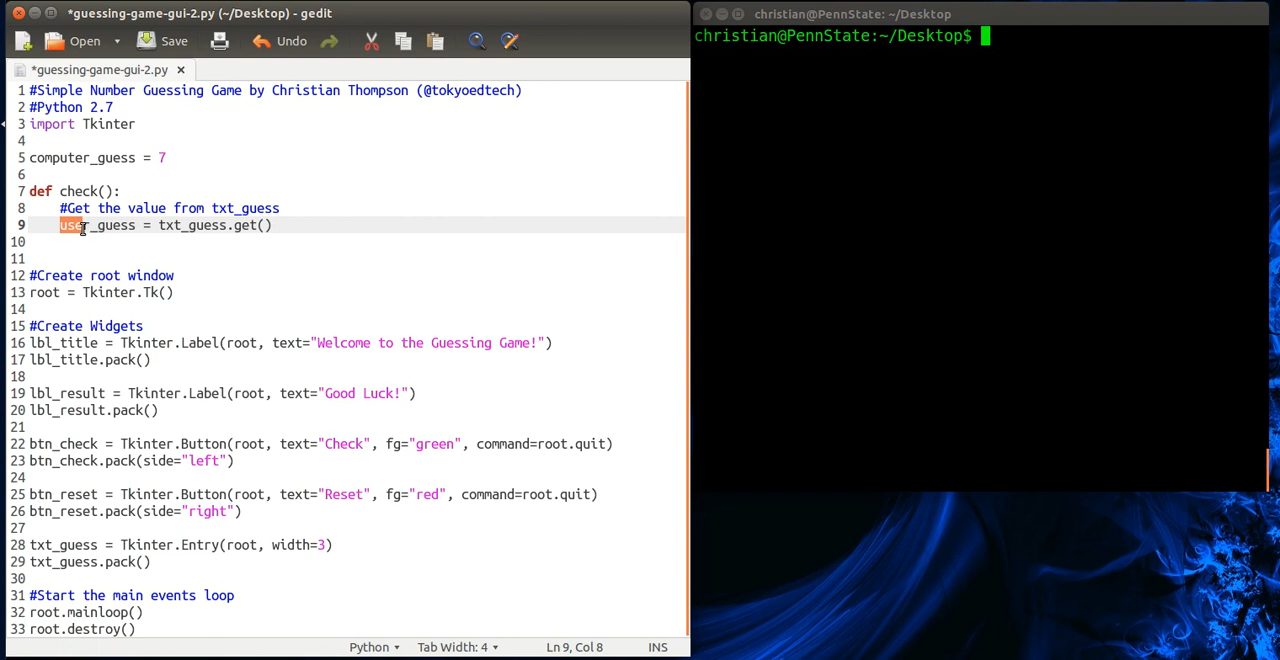 *guessing-game-gui-2.py (~/Desktop) - gedit
Open Save Undo
*guessing-game-gui-2.py ×
1 #Simple Number Guessing Game by Christian Thompson (@tokyoedtech)
2 #Python 2.7
3 import Tkinter
4
5 computer_guess = 7
6
7 def check():
8     #Get the value from txt_guess
9     user_guess = txt_guess.get()
10
11
12 #Create root window
13 root = Tkinter.Tk()
14
15 #Create Widgets
16 lbl_title = Tkinter.Label(root, text="Welcome to the Guessing Game!")
17 lbl_title.pack()
18
19 lbl_result = Tkinter.Label(root, text="Good Luck!")
20 lbl_result.pack()
21
22 btn_check = Tkinter.Button(root, text="Check", fg="green", command=root.quit)
23 btn_check.pack(side="left")
24
25 btn_reset = Tkinter.Button(root, text="Reset", fg="red", command=root.quit)
26 btn_reset.pack(side="right")
27
28 txt_guess = Tkinter.Entry(root, width=3)
29 txt_guess.pack()
30
31 #Start the main events loop
32 root.mainloop()
33 root.destroy()
Python Tab Width: 4 Ln 9, Col 8 INS
christian@PennState: ~/Desktop
christian@PennState:~/Desktop$